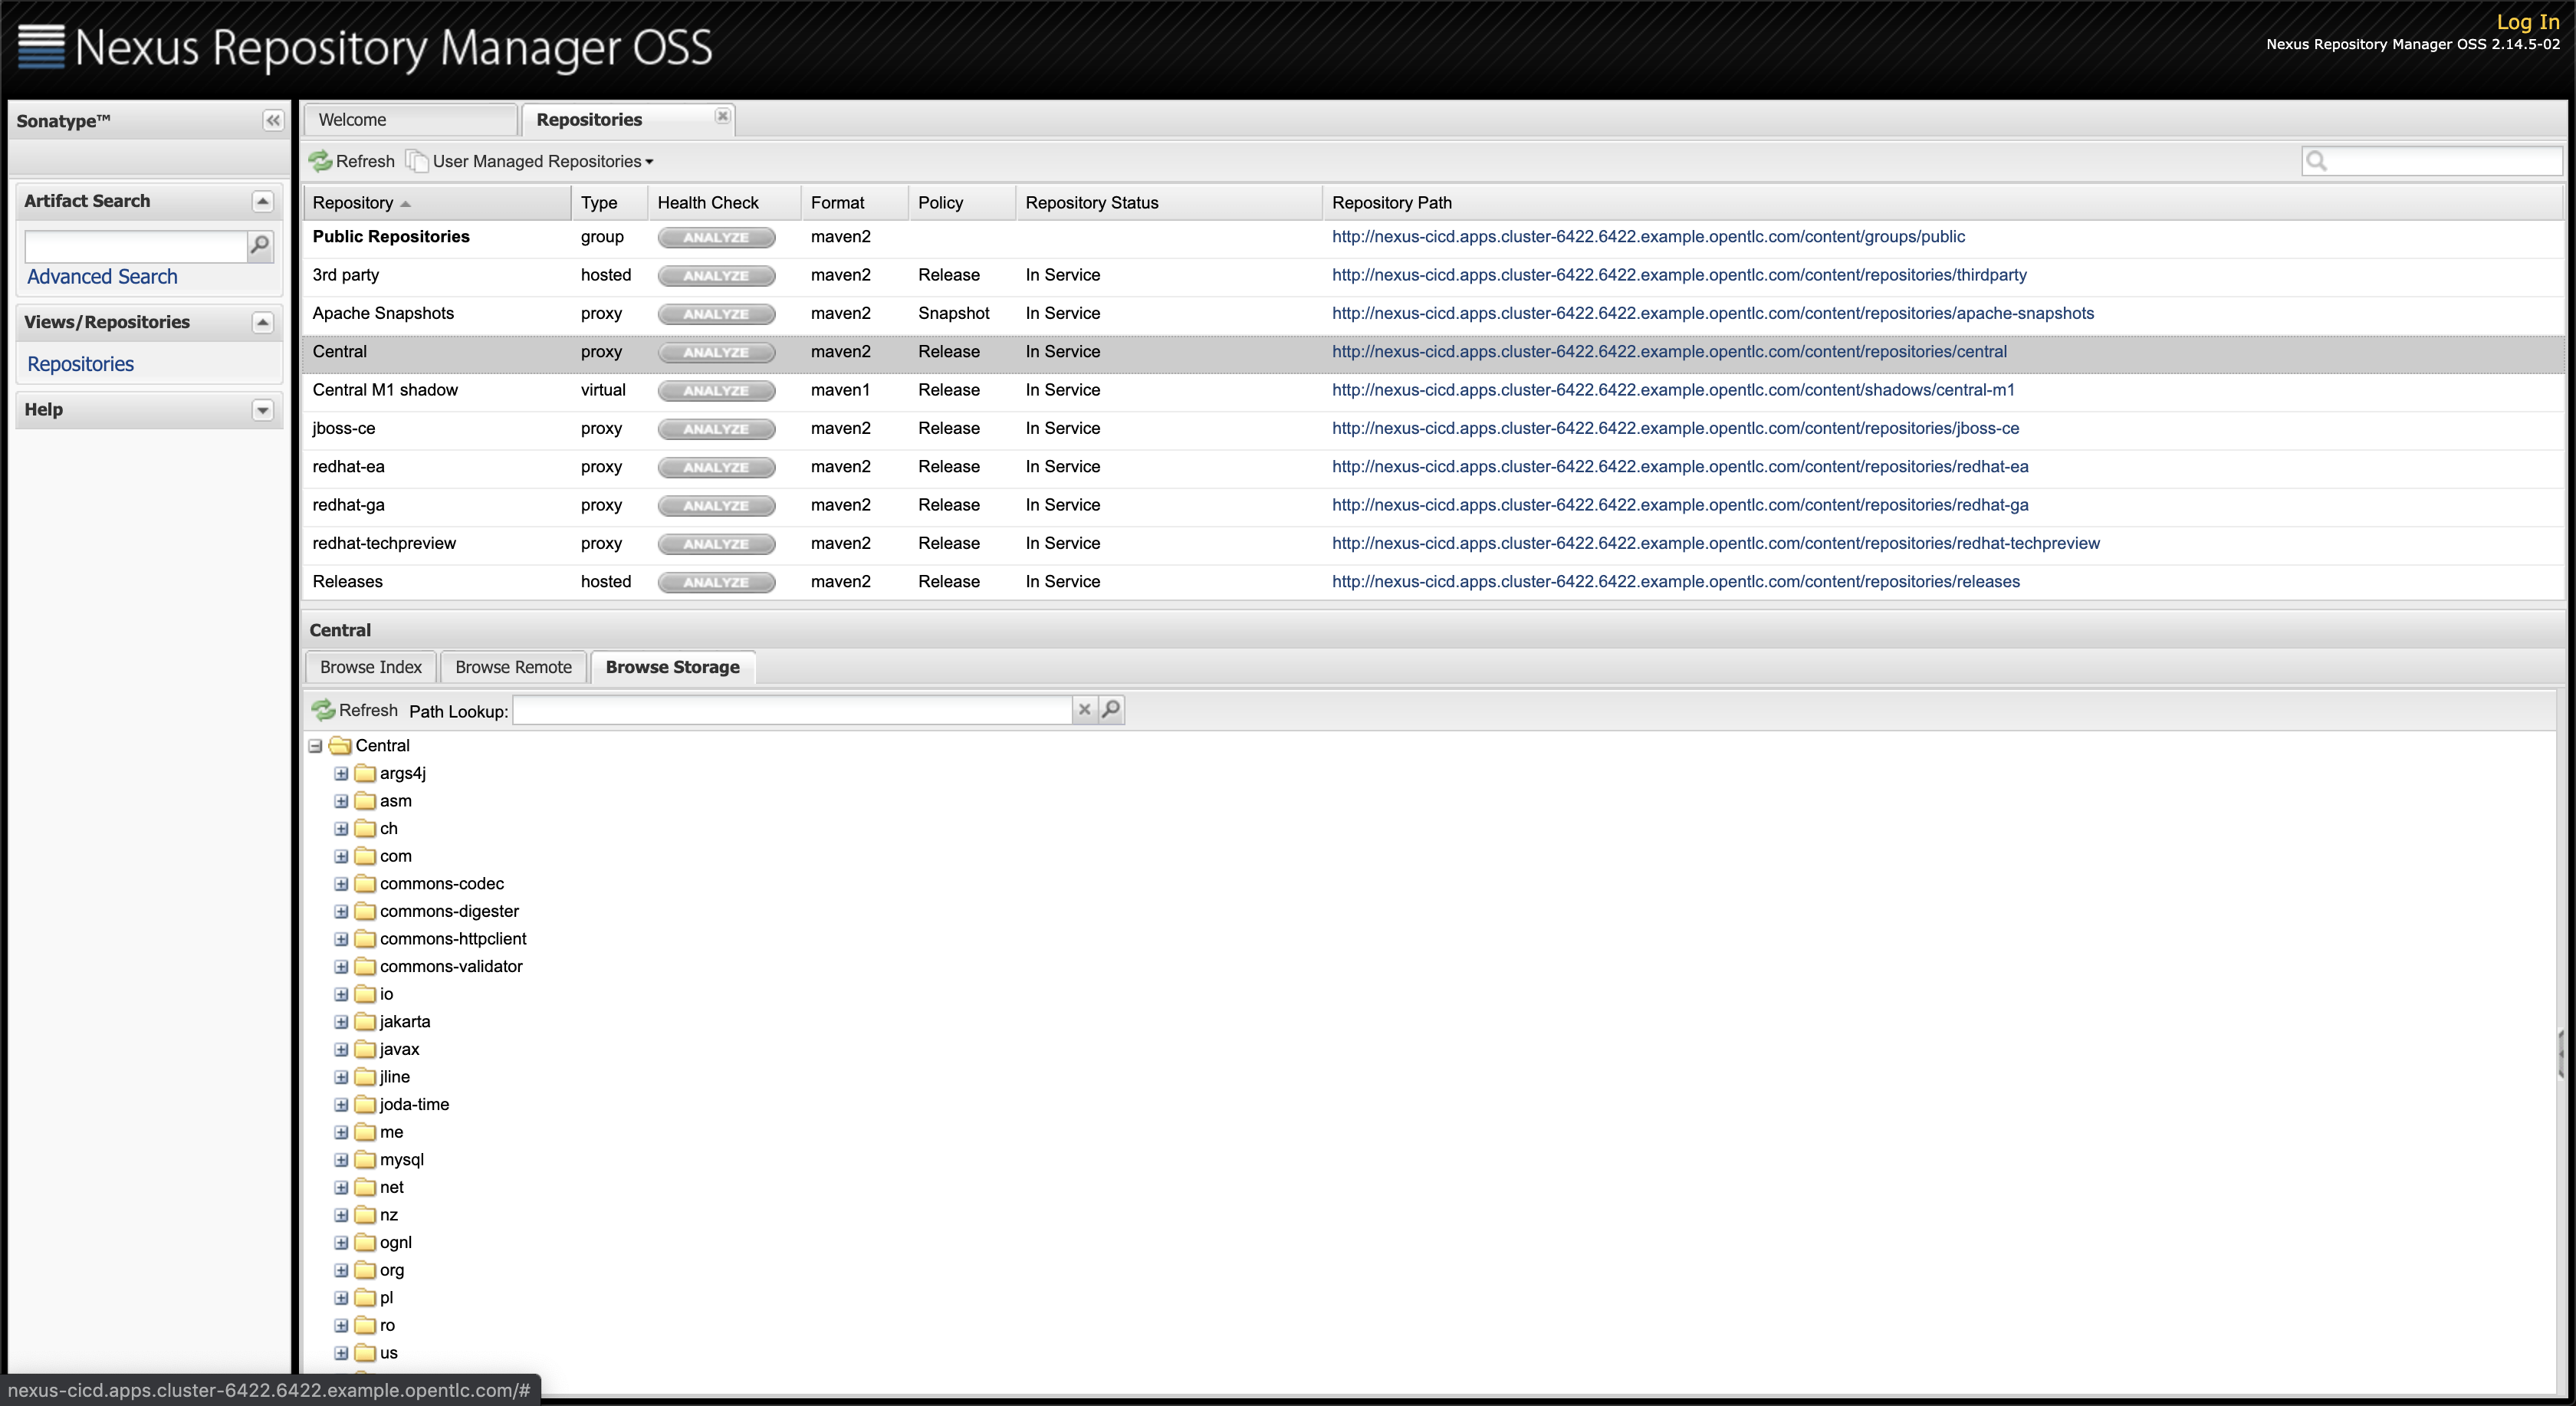 Nexus Repository Manager OSS
Log In
Nexus Repository Manager OSS 2.14.5-02
Sonatype™
Artifact Search
Advanced Search
Views/Repositories
Repositories
Help
Welcome
Repositories
Refresh User Managed Repositories
Repository Type Health Check Format Policy Repository Status Repository Path
Public Repositories group ANALYZE maven2 http://nexus-cicd.apps.cluster-6422.6422.example.opentlc.com/content/groups/public
3rd party hosted ANALYZE maven2 Release In Service http://nexus-cicd.apps.cluster-6422.6422.example.opentlc.com/content/repositories/thirdparty
Apache Snapshots proxy ANALYZE maven2 Snapshot In Service http://nexus-cicd.apps.cluster-6422.6422.example.opentlc.com/content/repositories/apache-snapshots
Central proxy ANALYZE maven2 Release In Service http://nexus-cicd.apps.cluster-6422.6422.example.opentlc.com/content/repositories/central
Central M1 shadow virtual ANALYZE maven1 Release In Service http://nexus-cicd.apps.cluster-6422.6422.example.opentlc.com/content/shadows/central-m1
jboss-ce proxy ANALYZE maven2 Release In Service http://nexus-cicd.apps.cluster-6422.6422.example.opentlc.com/content/repositories/jboss-ce
redhat-ea proxy ANALYZE maven2 Release In Service http://nexus-cicd.apps.cluster-6422.6422.example.opentlc.com/content/repositories/redhat-ea
redhat-ga proxy ANALYZE maven2 Release In Service http://nexus-cicd.apps.cluster-6422.6422.example.opentlc.com/content/repositories/redhat-ga
redhat-techpreview proxy ANALYZE maven2 Release In Service http://nexus-cicd.apps.cluster-6422.6422.example.opentlc.com/content/repositories/redhat-techpreview
Releases hosted ANALYZE maven2 Release In Service http://nexus-cicd.apps.cluster-6422.6422.example.opentlc.com/content/repositories/releases
Central
Browse Index Browse Remote Browse Storage
Refresh Path Lookup:
Central
args4j
asm
ch
com
commons-codec
commons-digester
commons-httpclient
commons-validator
io
jakarta
javax
jline
joda-time
me
mysql
net
nz
ognl
org
pl
ro
us
nexus-cicd.apps.cluster-6422.6422.example.opentlc.com/#